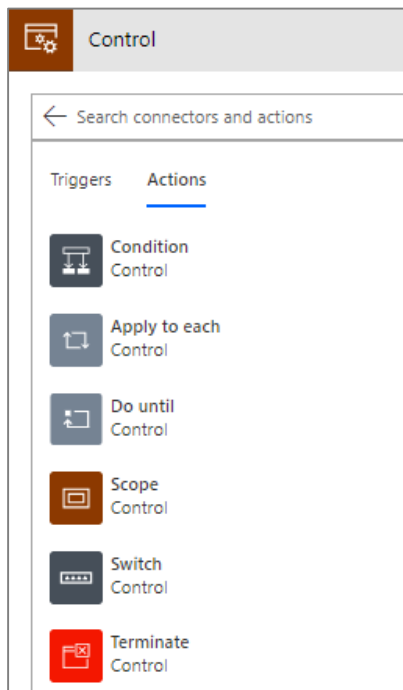 Control
Search connectors and actions
Triggers Actions
Condition
Control
Apply to each
Control
Do until
Control
Scope
Control
Switch
Control
Terminate
Control